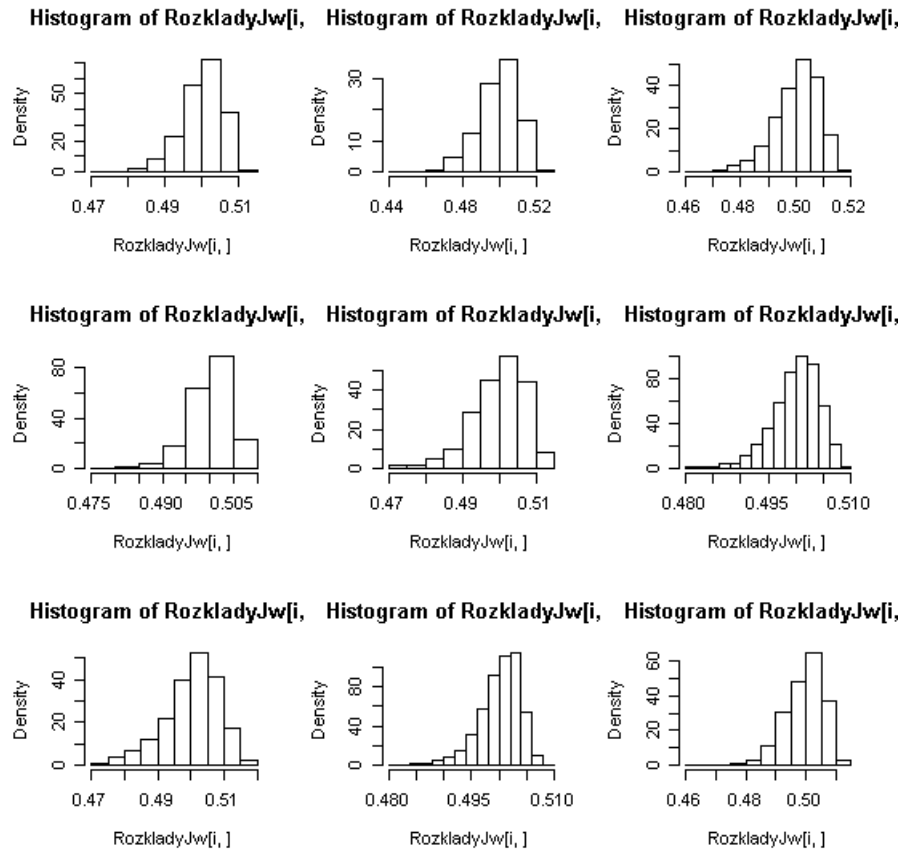 Histogram of RozkladyJw[i,
Density
0 20 50
0.47 0.49 0.51
RozkladyJw[i, ]
Histogram of RozkladyJw[i,
Density
0 10 30
0.44 0.48 0.52
RozkladyJw[i, ]
Histogram of RozkladyJw[i,
Density
0 20 40
0.46 0.48 0.50 0.52
RozkladyJw[i, ]
Histogram of RozkladyJw[i,
Density
0 40 80
0.475 0.490 0.505
RozkladyJw[i, ]
Histogram of RozkladyJw[i,
Density
0 20 40
0.47 0.49 0.51
RozkladyJw[i, ]
Histogram of RozkladyJw[i,
Density
0 40 80
0.480 0.495 0.510
RozkladyJw[i, ]
Histogram of RozkladyJw[i,
Density
0 20 40
0.47 0.49 0.51
RozkladyJw[i, ]
Histogram of RozkladyJw[i,
Density
0 40 80
0.480 0.495 0.510
RozkladyJw[i, ]
Histogram of RozkladyJw[i,
Density
0 20 40 60
0.46 0.48 0.50
RozkladyJw[i, ]